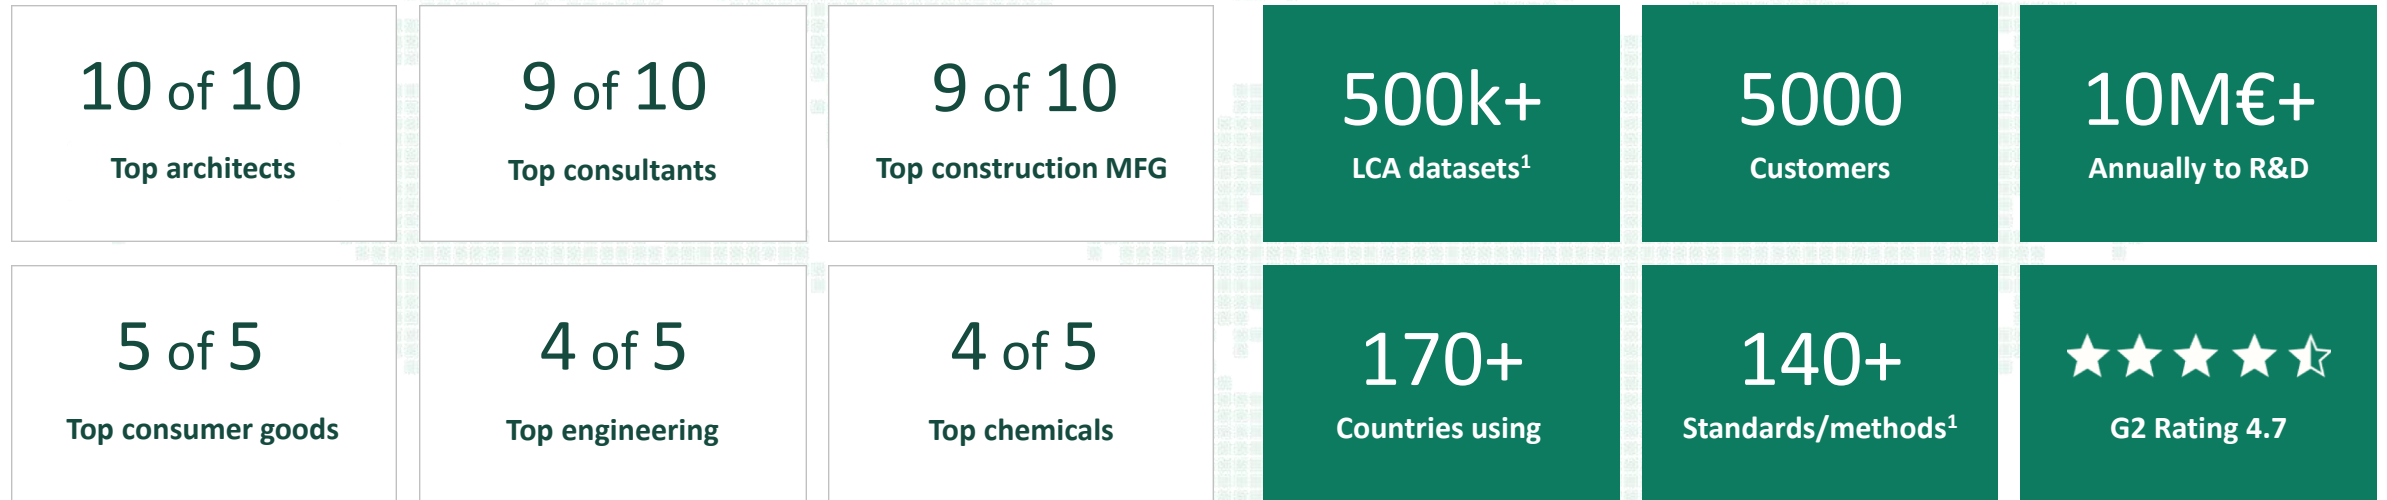 10 of 10
Top architects
9 of 10
Top consultants
9 of 10
Top construction MFG
500k+
LCA datasets¹
5000
Customers
10M€+
Annually to R&D
5 of 5
Top consumer goods
4 of 5
Top engineering
4 of 5
Top chemicals
170+
Countries using
140+
Standards/methods¹
G2 Rating 4.7